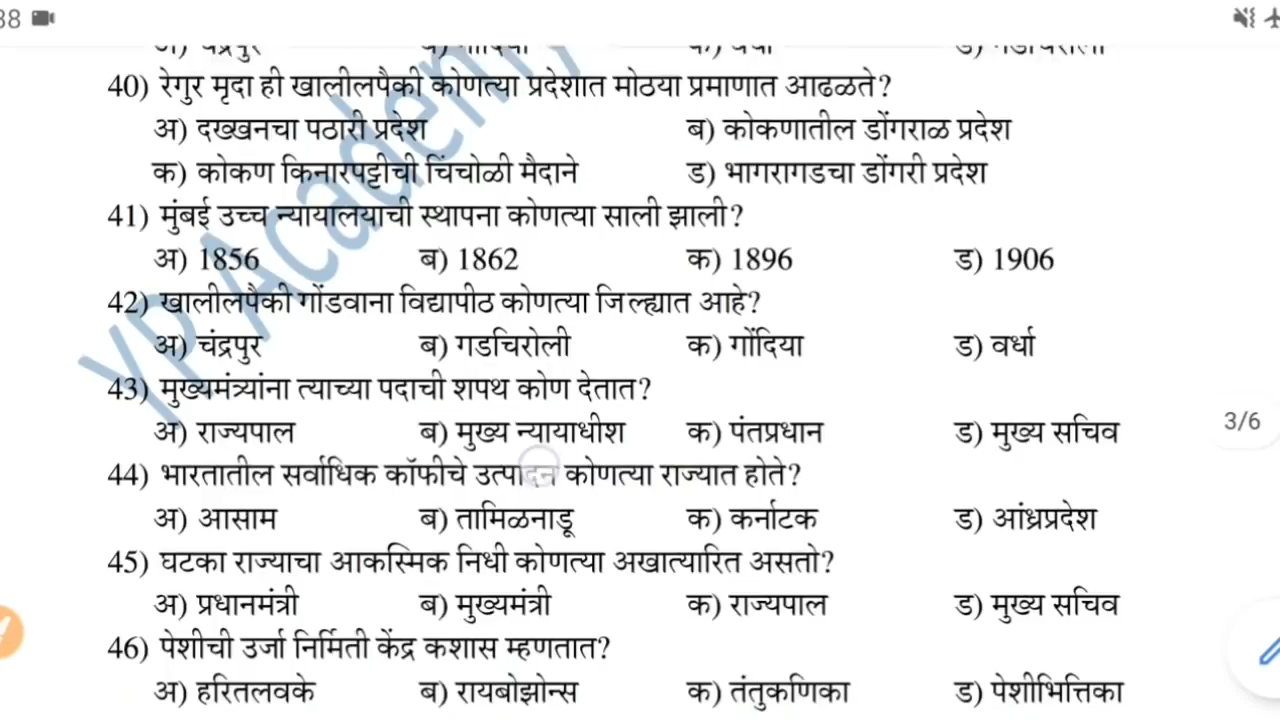 38
40) रेगुर मृदा ही खालीलपैकी कोणत्या प्रदेशात मोठया प्रमाणात आढळते?
अ) दख्खनचा पठारी प्रदेश ब) कोकणातील डोंगराळ प्रदेश
क) कोकण किनारपट्टीची चिंचोळी मैदाने ड) भागरागडचा डोंगरी प्रदेश
41) मुंबई उच्च न्यायालयाची स्थापना कोणत्या साली झाली?
अ) 1856 ब) 1862 क) 1896 ड) 1906
42) खालीलपैकी गोंडवाना विद्यापीठ कोणत्या जिल्ह्यात आहे?
अ) चंद्रपुर ब) गडचिरोली क) गोंदिया ड) वर्धा
43) मुख्यमंत्र्यांना त्याच्या पदाची शपथ कोण देतात?
अ) राज्यपाल ब) मुख्य न्यायाधीश क) पंतप्रधान ड) मुख्य सचिव
3/6
44) भारतातील सर्वाधिक कॉफीचे उत्पादन कोणत्या राज्यात होते?
अ) आसाम ब) तामिळनाडू क) कर्नाटक ड) आंध्रप्रदेश
45) घटका राज्याचा आकस्मिक निधी कोणत्या अखात्यारित असतो?
अ) प्रधानमंत्री ब) मुख्यमंत्री क) राज्यपाल ड) मुख्य सचिव
46) पेशीची उर्जा निर्मिती केंद्र कशास म्हणतात?
अ) हरितलवके ब) रायबोझोन्स क) तंतुकणिका ड) पेशीभित्तिका
YP Academy